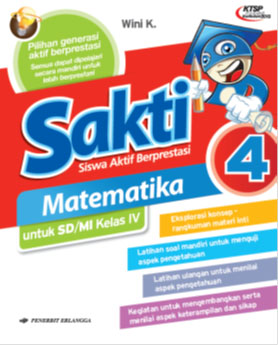 Wini K.
KTSP
Pilihan generasi
aktif berprestasi
Semua dapat dipelajari
secara mandiri untuk
lebih berprestasi
Sakti
Siswa Aktif Berprestasi
4
Matematika
untuk SD/MI Kelas IV
Eksplorasi konsep -
rangkuman materi inti
Latihan soal mandiri untuk menguji
aspek pengetahuan
Latihan ulangan untuk menilai
aspek pengetahuan
Kegiatan untuk mengembangkan serta
menilai aspek keterampilan dan sikap
PENERBIT ERLANGGA